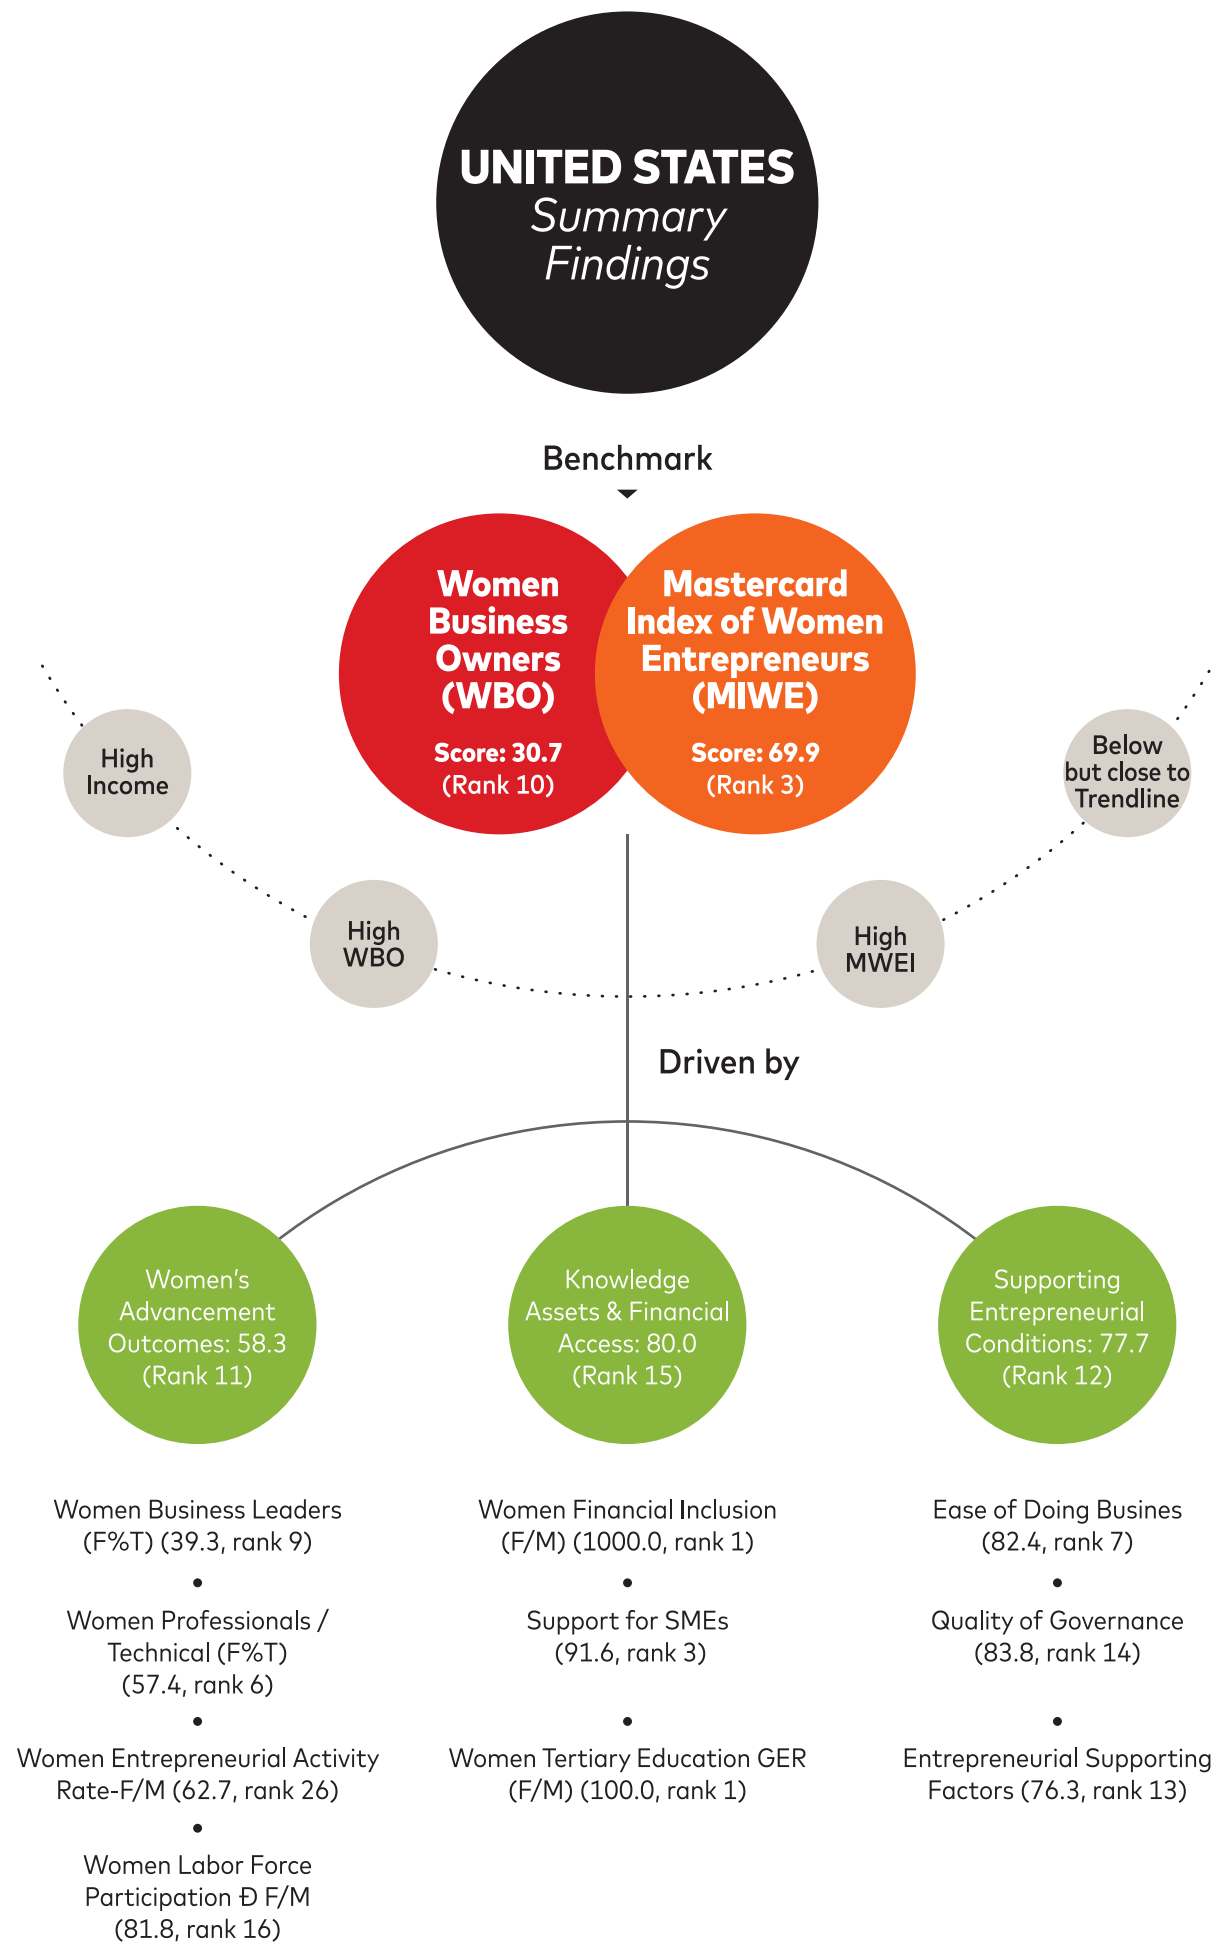 UNITED STATES
Summary
Findings
Benchmark
Women
Business
Owners
(WBO)
Score: 30.7
(Rank 10)
Mastercard
Index of Women
Entrepreneurs
(MIWE)
Score: 69.9
(Rank 3)
High
Income
High
WBO
High
MWEI
Below
but close to
Trendline
Driven by
Women's
Advancement
Outcomes: 58.3
(Rank 11)
Knowledge
Assets & Financial
Access: 80.0
(Rank 15)
Supporting
Entrepreneurial
Conditions: 77.7
(Rank 12)
Women Business Leaders
(F%T) (39.3, rank 9)
•
Women Professionals /
Technical (F%T)
(57.4, rank 6)
•
Women Entrepreneurial Activity
Rate-F/M (62.7, rank 26)
•
Women Labor Force
Participation Đ F/M
(81.8, rank 16)
Women Financial Inclusion
(F/M) (1000.0, rank 1)
•
Support for SMEs
(91.6, rank 3)
•
Women Tertiary Education GER
(F/M) (100.0, rank 1)
Ease of Doing Busines
(82.4, rank 7)
•
Quality of Governance
(83.8, rank 14)
•
Entrepreneurial Supporting
Factors (76.3, rank 13)